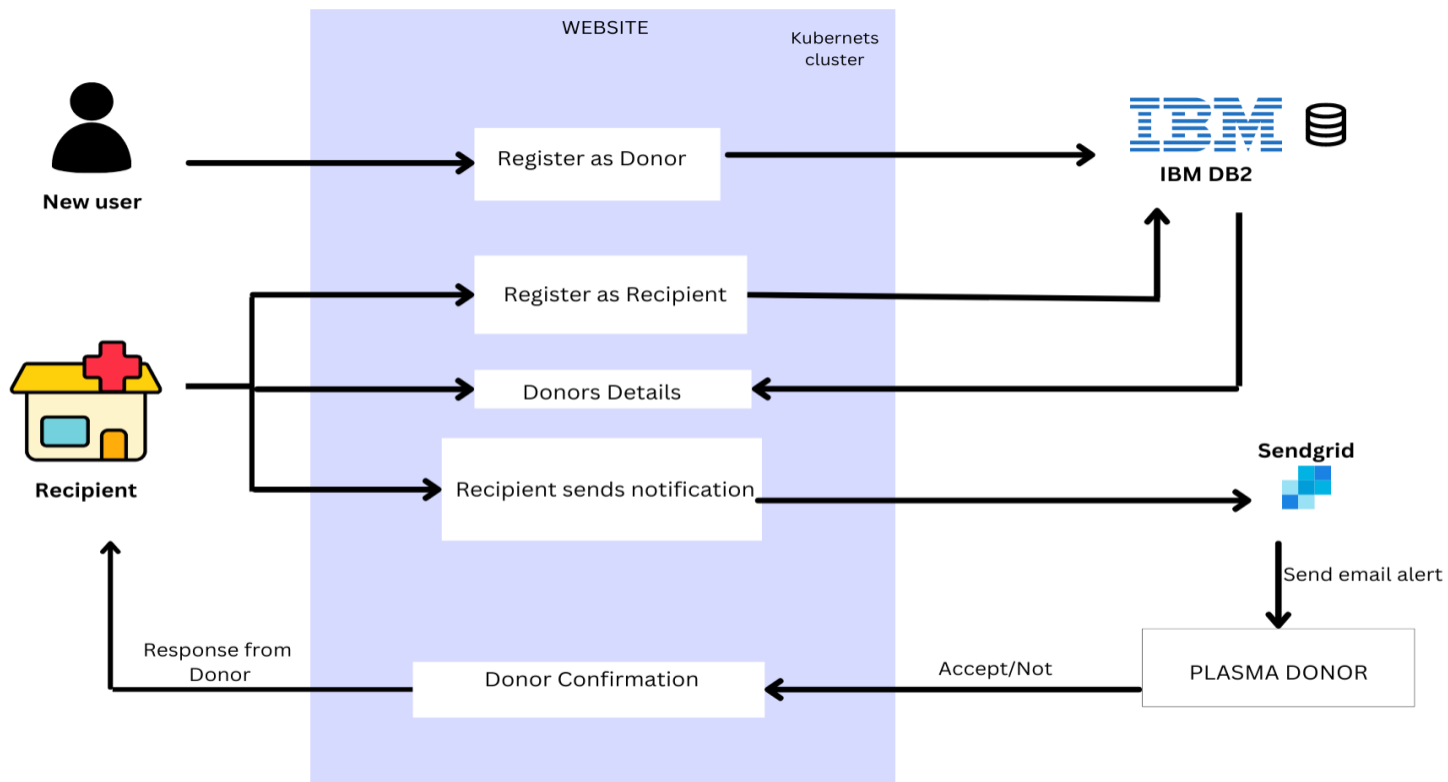 WEBSITE
Kubernets
cluster
New user
Register as Donor
IBM
IBM DB2
Register as Recipient
Donors Details
Recipient
Recipient sends notification
Sendgrid
Send email alert
Response from
Donor
Donor Confirmation
Accept/Not
PLASMA DONOR